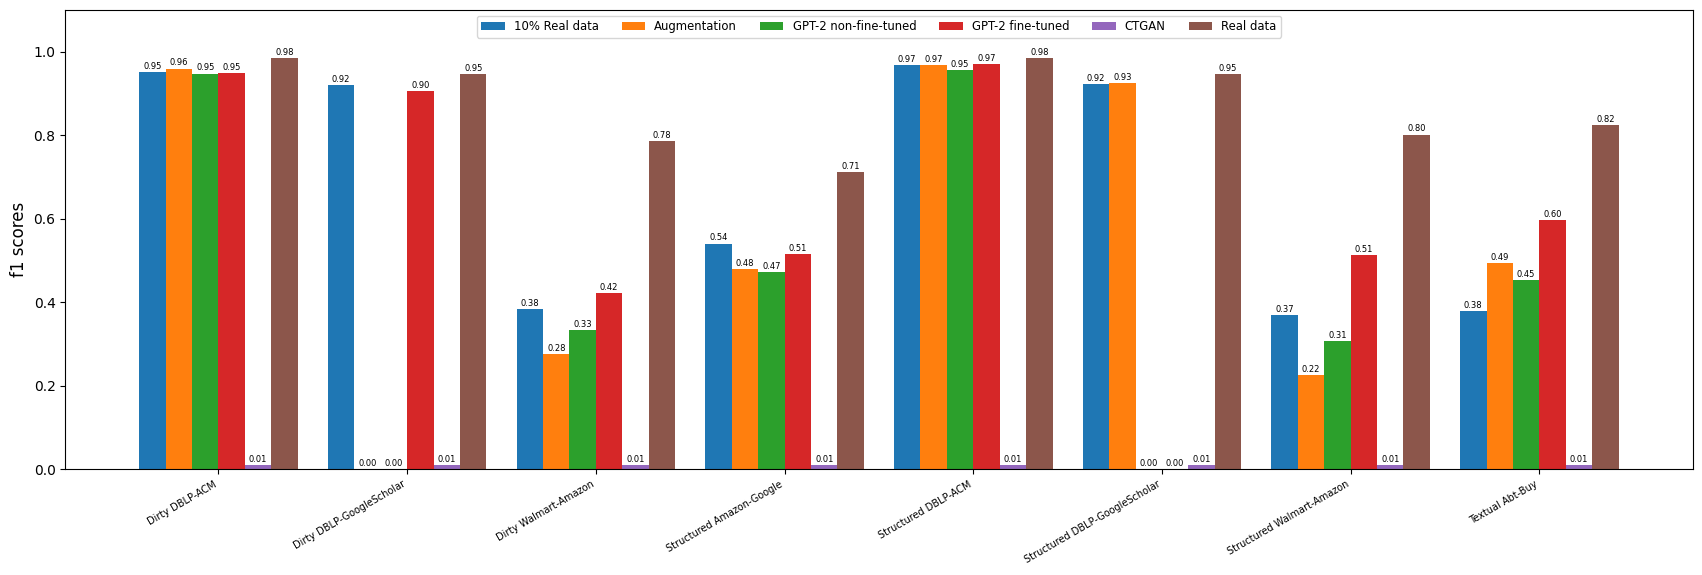 10% Real data Augmentation GPT-2 non-fine-tuned GPT-2 fine-tuned CTGAN Real data
f1 scores
1.0
0.8
0.6
0.4
0.2
0.0
0.95 0.96 0.95 0.95 0.01 0.98
0.92 0.00 0.00 0.90 0.01 0.95
0.38 0.28 0.33 0.42 0.01 0.78
0.54 0.48 0.47 0.51 0.01 0.71
0.97 0.97 0.95 0.97 0.01 0.98
0.92 0.93 0.00 0.00 0.01 0.95
0.37 0.22 0.31 0.51 0.01 0.80
0.38 0.49 0.45 0.60 0.01 0.82
Dirty DBLP-ACM
Dirty DBLP-GoogleScholar
Dirty Walmart-Amazon
Structured Amazon-Google
Structured DBLP-ACM
Structured DBLP-GoogleScholar
Structured Walmart-Amazon
Textual Abt-Buy